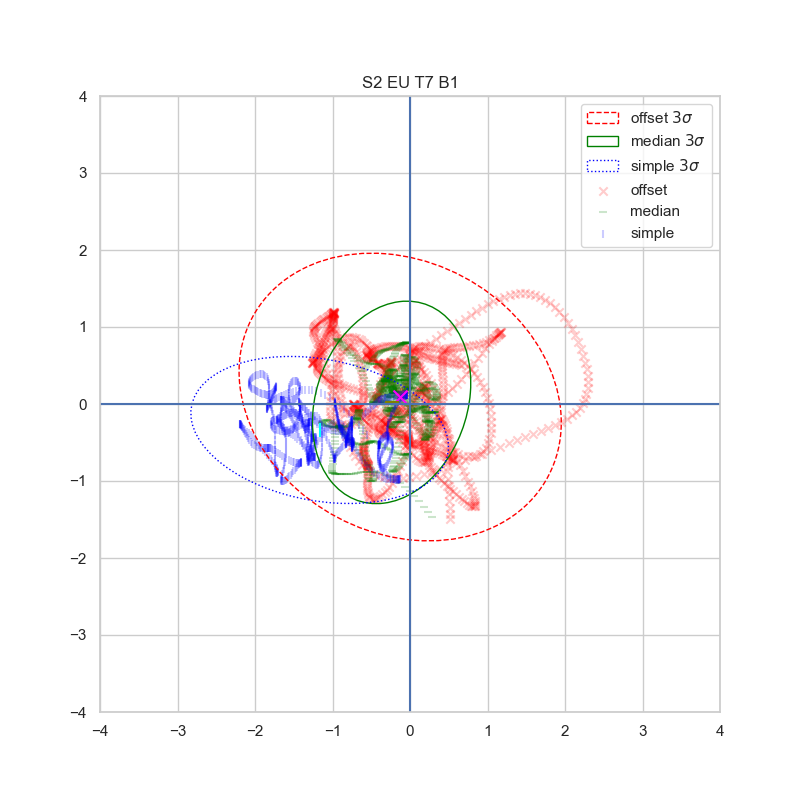 S2 EU T7 B1
offset 3σ
median 3σ
simple 3σ
offset
median
simple
4
3
2
1
0
−1
−2
−3
−4
−4 −3 −2 −1 0 1 2 3 4